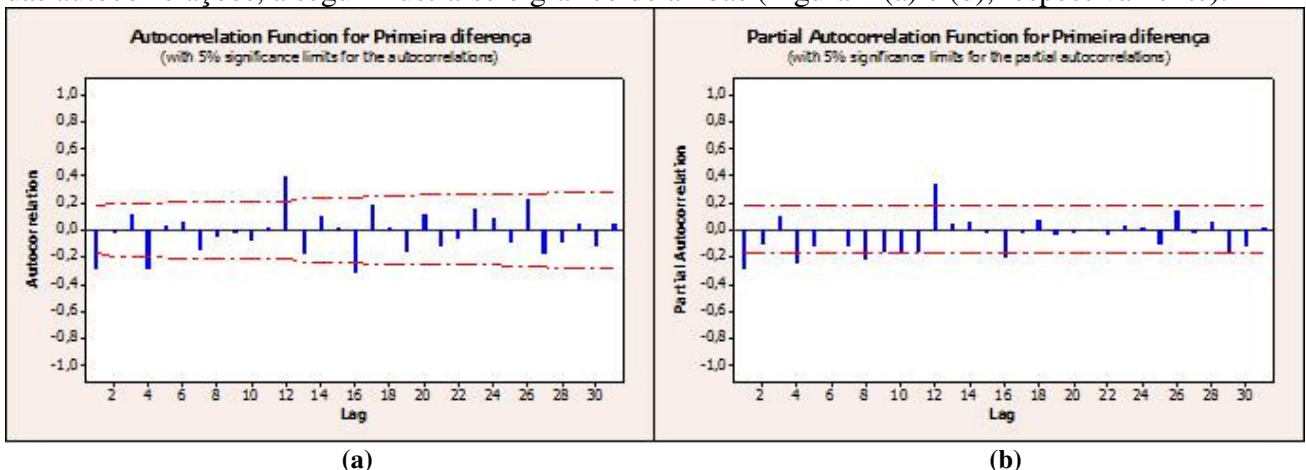 Autocorrelation Function for Primeira diferença
(with 5% significance limits for the autocorrelations)
1,0
0,8
0,6
0,4
0,2
0,0
-0,2
-0,4
-0,6
-0,8
-1,0
Autocorrelation
2 4 6 8 10 12 14 16 18 20 22 24 26 28 30
Lag
(a)
Partial Autocorrelation Function for Primeira diferença
(with 5% significance limits for the partial autocorrelations)
1,0
0,8
0,6
0,4
0,2
0,0
-0,2
-0,4
-0,6
-0,8
-1,0
Partial Autocorrelation
2 4 6 8 10 12 14 16 18 20 22 24 26 28 30
Lag
(b)